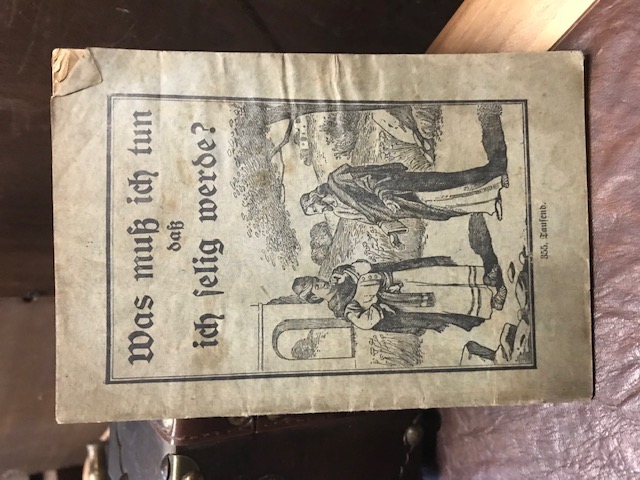 Was muß ich tun
daß
ich selig werde?
355. Tausend.